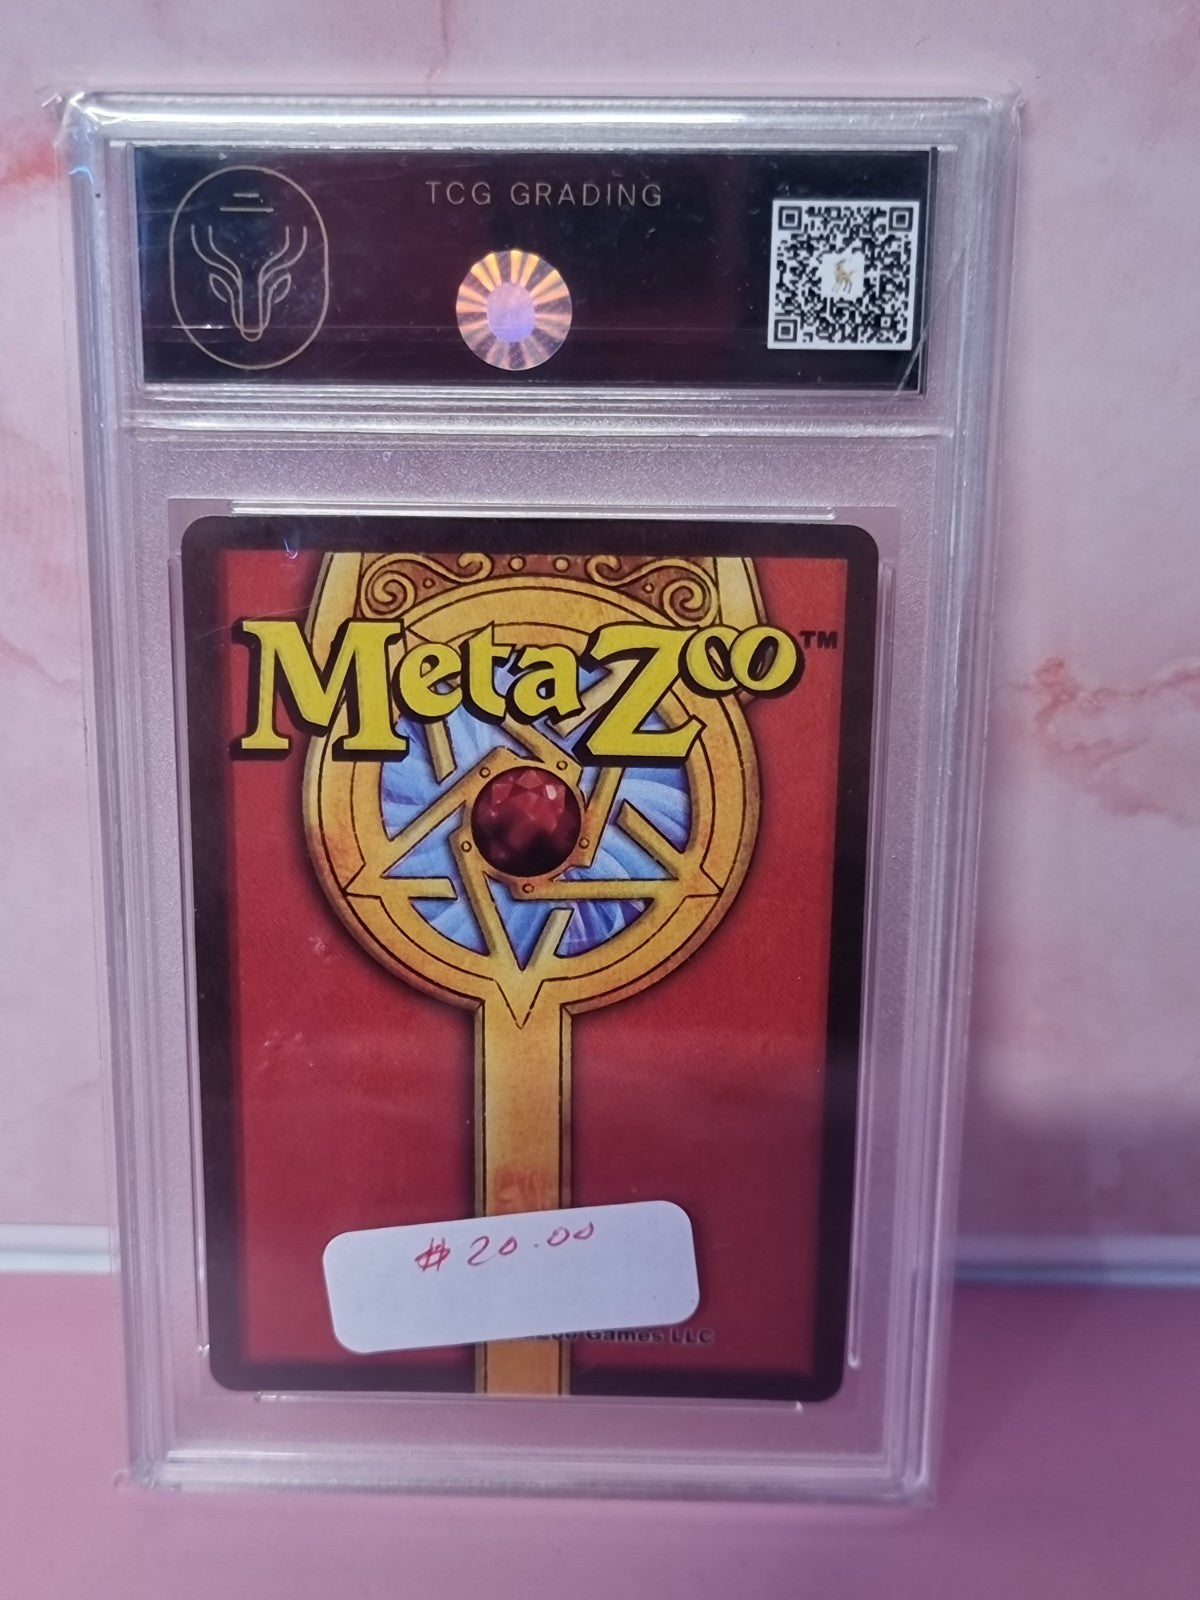 TCG GRADING
MetaZoo™
$20.00
Games LLC